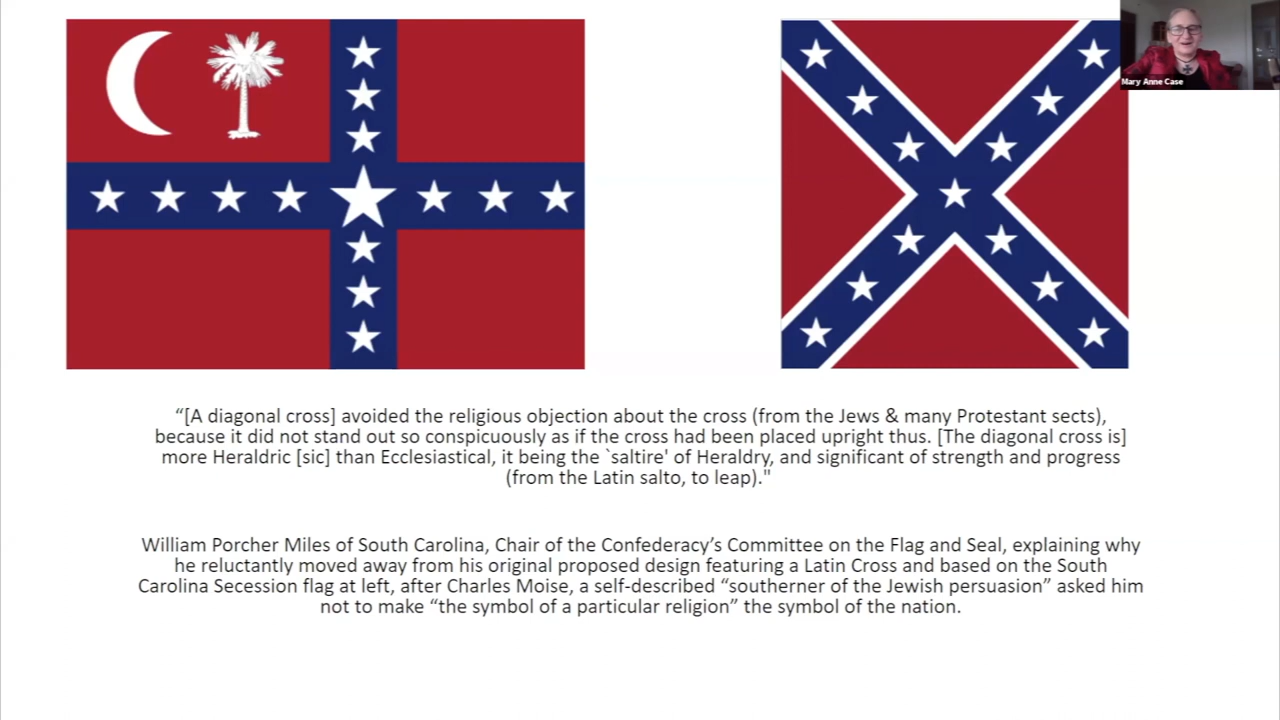 Mary Anne Case
“[A diagonal cross] avoided the religious objection about the cross (from the Jews & many Protestant sects),
because it did not stand out so conspicuously as if the cross had been placed upright thus. [The diagonal cross is]
more Heraldric [sic] than Ecclesiastical, it being the `saltire' of Heraldry, and significant of strength and progress
(from the Latin salto, to leap)."
William Porcher Miles of South Carolina, Chair of the Confederacy’s Committee on the Flag and Seal, explaining why
he reluctantly moved away from his original proposed design featuring a Latin Cross and based on the South
Carolina Secession flag at left, after Charles Moise, a self-described “southerner of the Jewish persuasion” asked him
not to make “the symbol of a particular religion” the symbol of the nation.